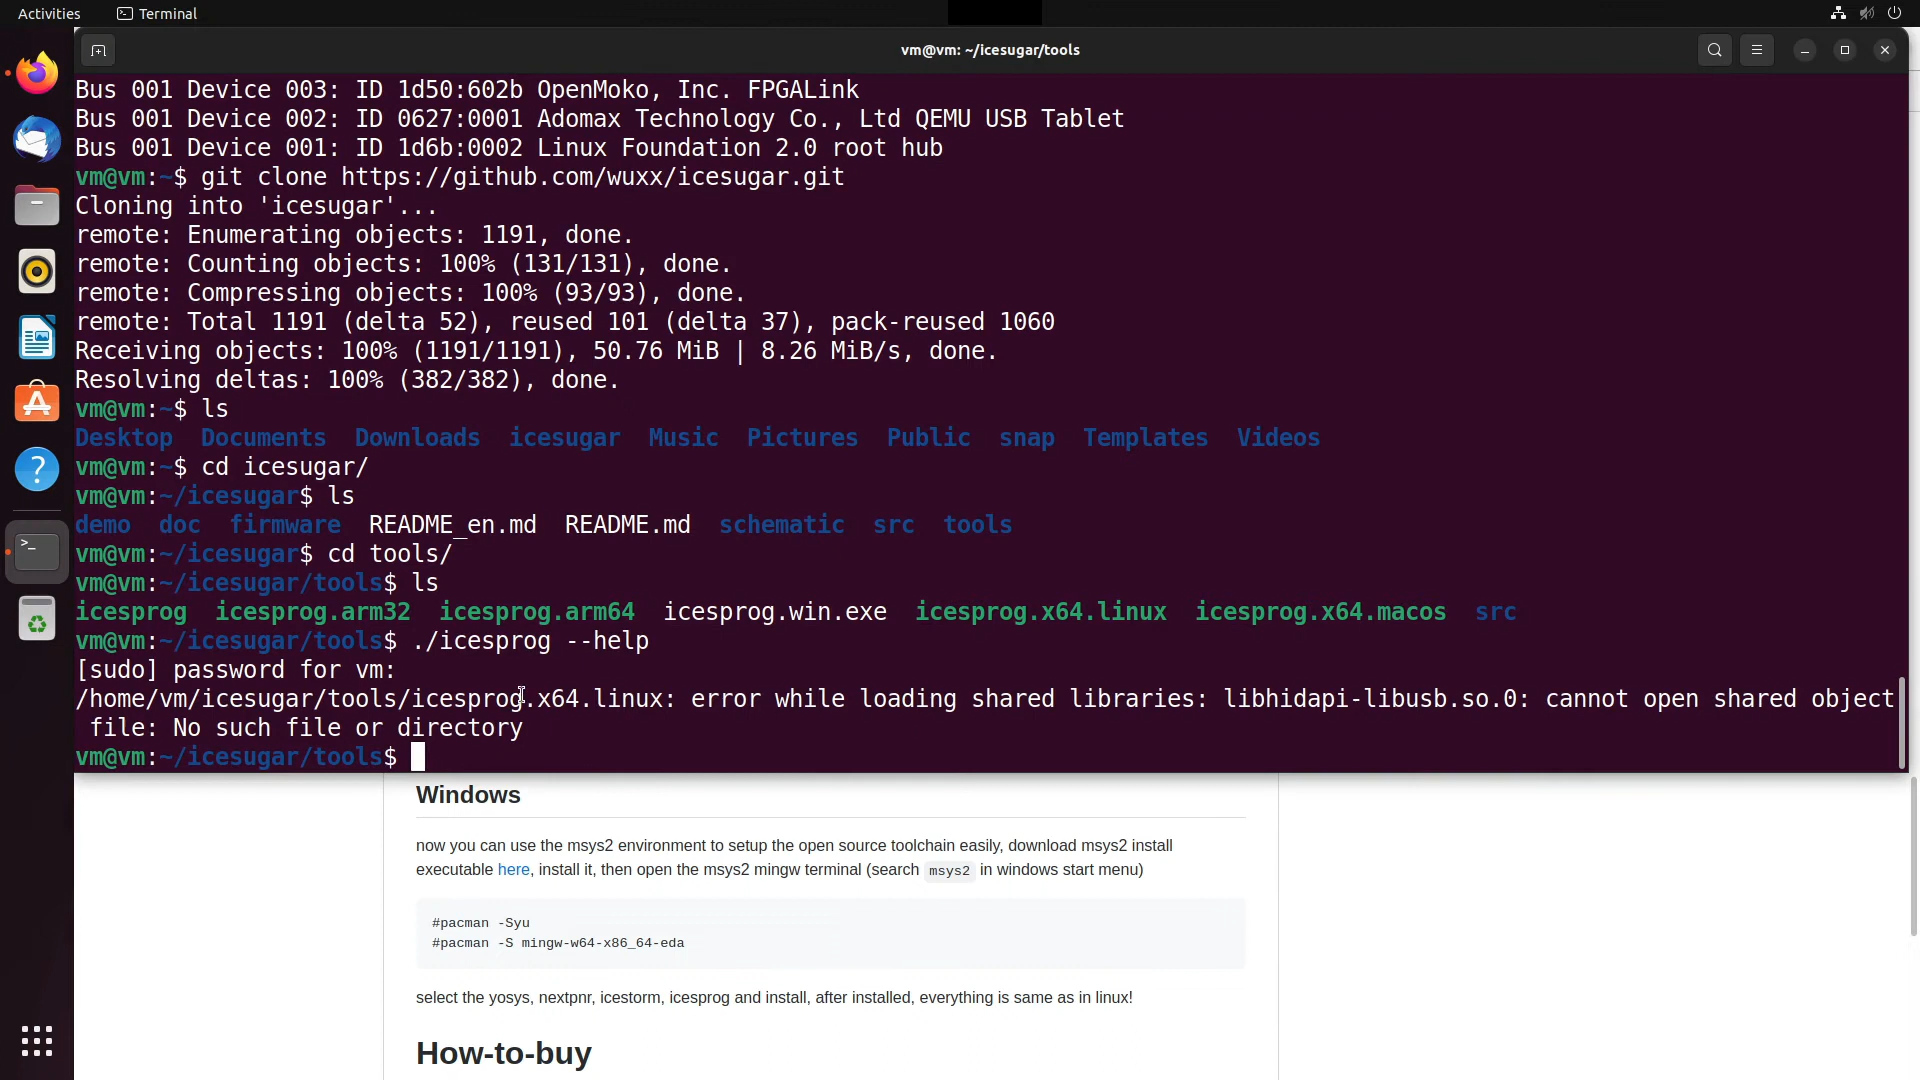 Activities
Terminal
vm@vm: ~/icesugar/tools
Bus 001 Device 003: ID 1d50:602b OpenMoko, Inc. FPGALink
Bus 001 Device 002: ID 0627:0001 Adomax Technology Co., Ltd QEMU USB Tablet
Bus 001 Device 001: ID 1d6b:0002 Linux Foundation 2.0 root hub
vm@vm:~$ git clone https://github.com/wuxx/icesugar.git
Cloning into 'icesugar'...
remote: Enumerating objects: 1191, done.
remote: Counting objects: 100% (131/131), done.
remote: Compressing objects: 100% (93/93), done.
remote: Total 1191 (delta 52), reused 101 (delta 37), pack-reused 1060
Receiving objects: 100% (1191/1191), 50.76 MiB | 8.26 MiB/s, done.
Resolving deltas: 100% (382/382), done.
vm@vm:~$ ls
Desktop Documents Downloads icesugar Music Pictures Public snap Templates Videos
vm@vm:~$ cd icesugar/
vm@vm:~/icesugar$ ls
demo doc firmware README_en.md README.md schematic src tools
vm@vm:~/icesugar$ cd tools/
vm@vm:~/icesugar/tools$ ls
icesprog icesprog.arm32 icesprog.arm64 icesprog.win.exe icesprog.x64.linux icesprog.x64.macos src
vm@vm:~/icesugar/tools$ ./icesprog --help
[sudo] password for vm:
/home/vm/icesugar/tools/icesprog.x64.linux: error while loading shared libraries: libhidapi-libusb.so.0: cannot open shared object
file: No such file or directory
vm@vm:~/icesugar/tools$
Windows
now you can use the msys2 environment to setup the open source toolchain easily, download msys2 install
executable here, install it, then open the msys2 mingw terminal (search msys2 in windows start menu)
#pacman -Syu
#pacman -S mingw-w64-x86_64-eda
select the yosys, nextpnr, icestorm, icesprog and install, after installed, everything is same as in linux!
How-to-buy